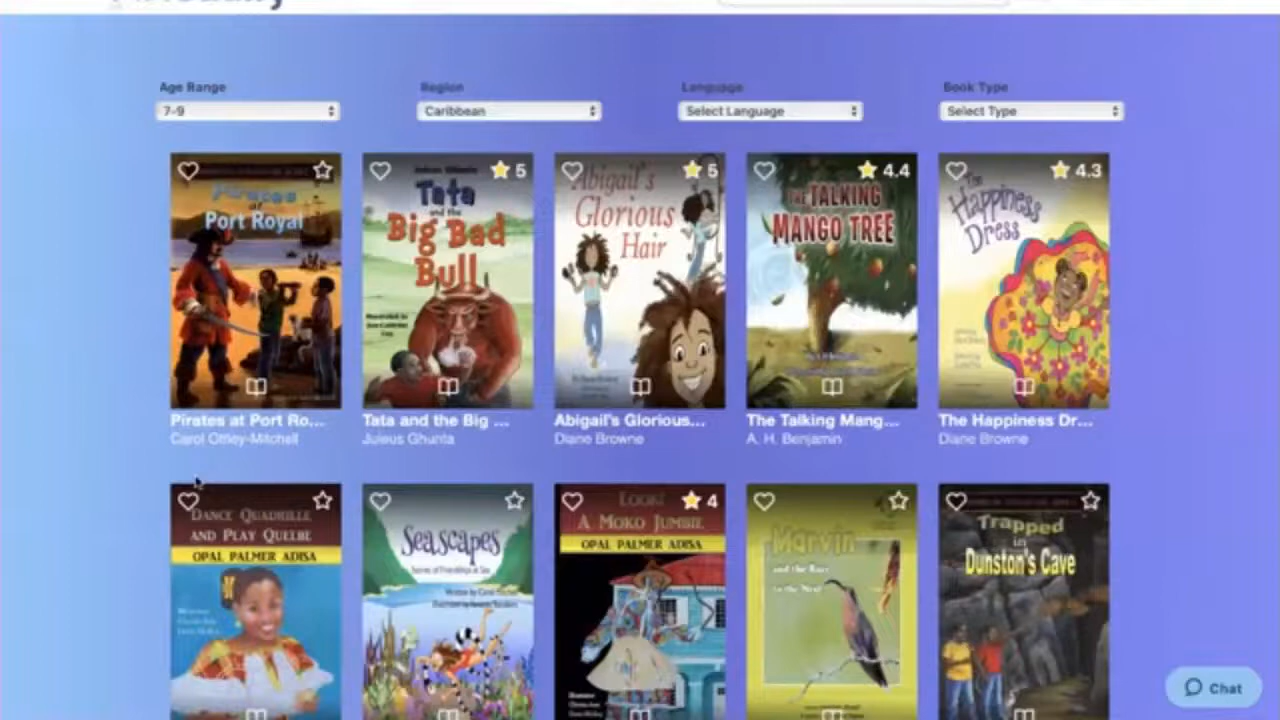 Age Range
Region
Language
Book Type
7-9
Caribbean
Select Language
Select Type
5
5
4.4
4.3
Pirates
at
Port Royal
Tata
and the
Big Bad
Bull
Abigail's
Glorious
Hair
THE TALKING
MANGO TREE
The
Happiness
Dress
Pirates at Port Ro...
Tata and the Big ...
Abigail's Glorious...
The Talking Mang...
The Happiness Dr...
Carol Ottley-Mitchell
Juleus Ghunta
Diane Browne
A. H. Benjamin
Diane Browne
4
DANCE QUADRILLE
AND PLAY QUELBE
OPAL PALMER ADISA
Seascapes
LOOK!
A MOKO JUMBIE
OPAL PALMER ADISA
Marvin
Trapped
in
Dunston's Cave
Chat